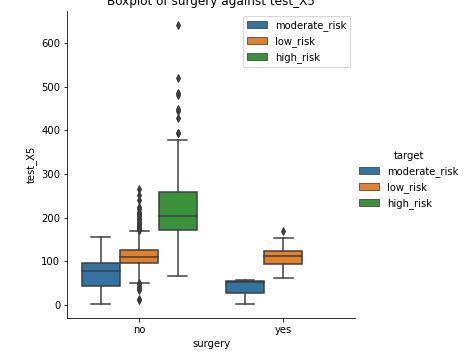 Boxplot of surgery against test_X5
moderate_risk
low_risk
high_risk
600
500
400
300
200
100
0
test_X5
no
yes
surgery
target
moderate_risk
low_risk
high_risk